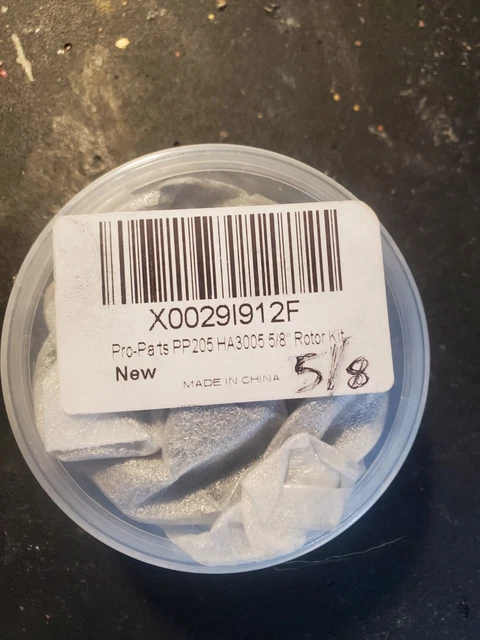 X0029I912F
Pro-Parts PP205 HA3005 5/8" Rotor Kit
New
MADE IN CHINA
5/8